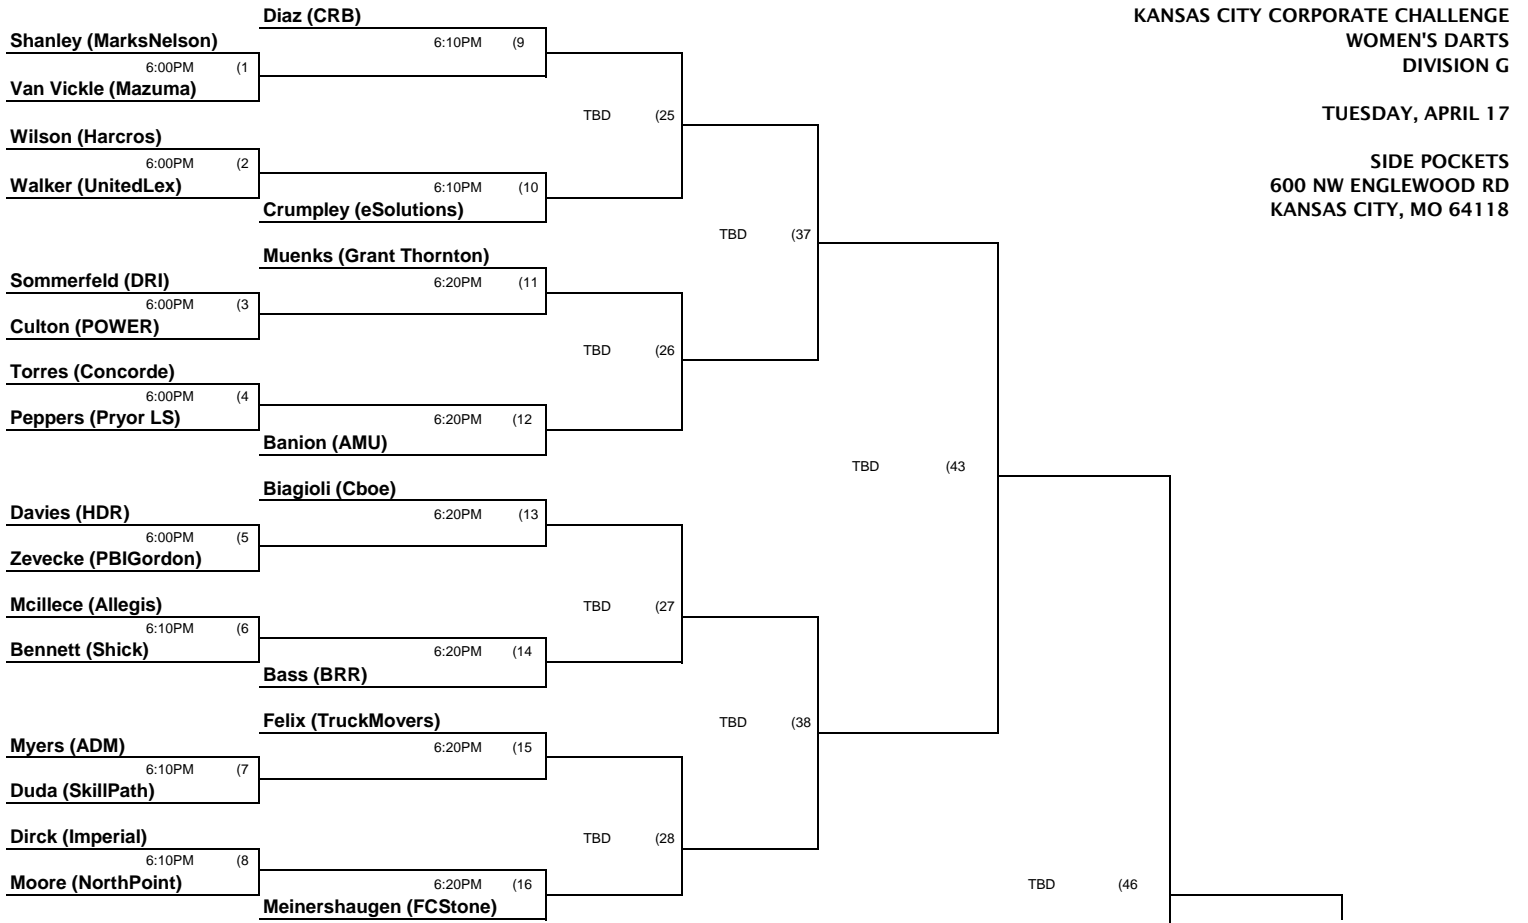 Diaz (CRB)
KANSAS CITY CORPORATE CHALLENGE
Shanley (MarksNelson)
6:10PM (9
WOMEN'S DARTS
6:00PM (1
DIVISION G
Van Vickle (Mazuma)
TBD (25
TUESDAY, APRIL 17
Wilson (Harcros)
6:00PM (2
SIDE POCKETS
Walker (UnitedLex)
6:10PM (10
600 NW ENGLEWOOD RD
Crumpley (eSolutions)
KANSAS CITY, MO 64118
TBD (37
Muenks (Grant Thornton)
Sommerfeld (DRI)
6:20PM (11
6:00PM (3
Culton (POWER)
TBD (26
Torres (Concorde)
6:00PM (4
Peppers (Pryor LS)
6:20PM (12
Banion (AMU)
TBD (43
Biagioli (Cboe)
Davies (HDR)
6:20PM (13
6:00PM (5
Zevecke (PBIGordon)
Mcillece (Allegis)
TBD (27
6:10PM (6
Bennett (Shick)
6:20PM (14
Bass (BRR)
Felix (TruckMovers)
TBD (38
Myers (ADM)
6:20PM (15
6:10PM (7
Duda (SkillPath)
Dirck (Imperial)
TBD (28
6:10PM (8
Moore (NorthPoint)
6:20PM (16
TBD (46
Meinershaugen (FCStone)